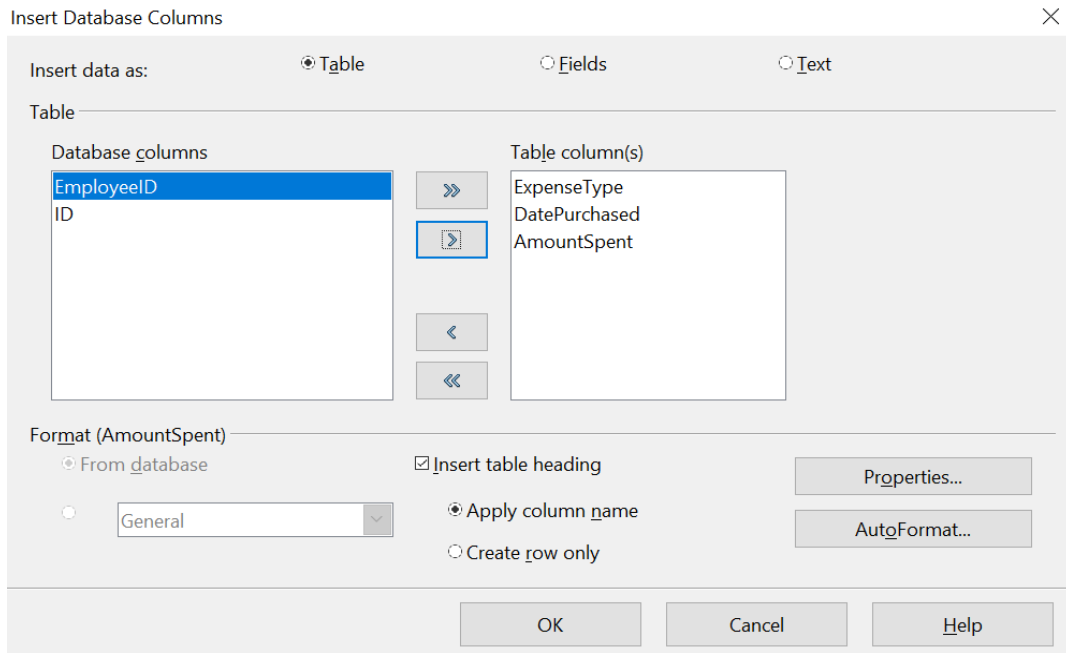 Insert Database Columns
Insert data as:
Table
Fields
Text
Table
Database columns
Table column(s)
EmployeeID
ID
ExpenseType
DatePurchased
AmountSpent
Format (AmountSpent)
From database
Insert table heading
Properties...
General
Apply column name
AutoFormat...
Create row only
OK
Cancel
Help